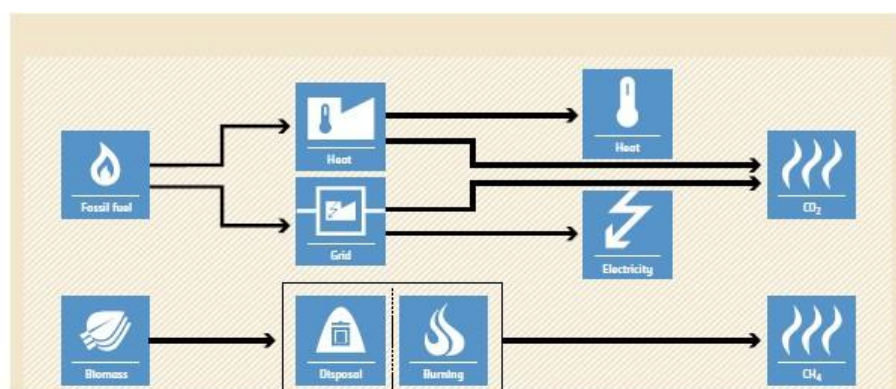 Heat
Heat
Fossil fuel
CO₂
Grid
Electricity
Biomass
Disposal
Burning
CH₄